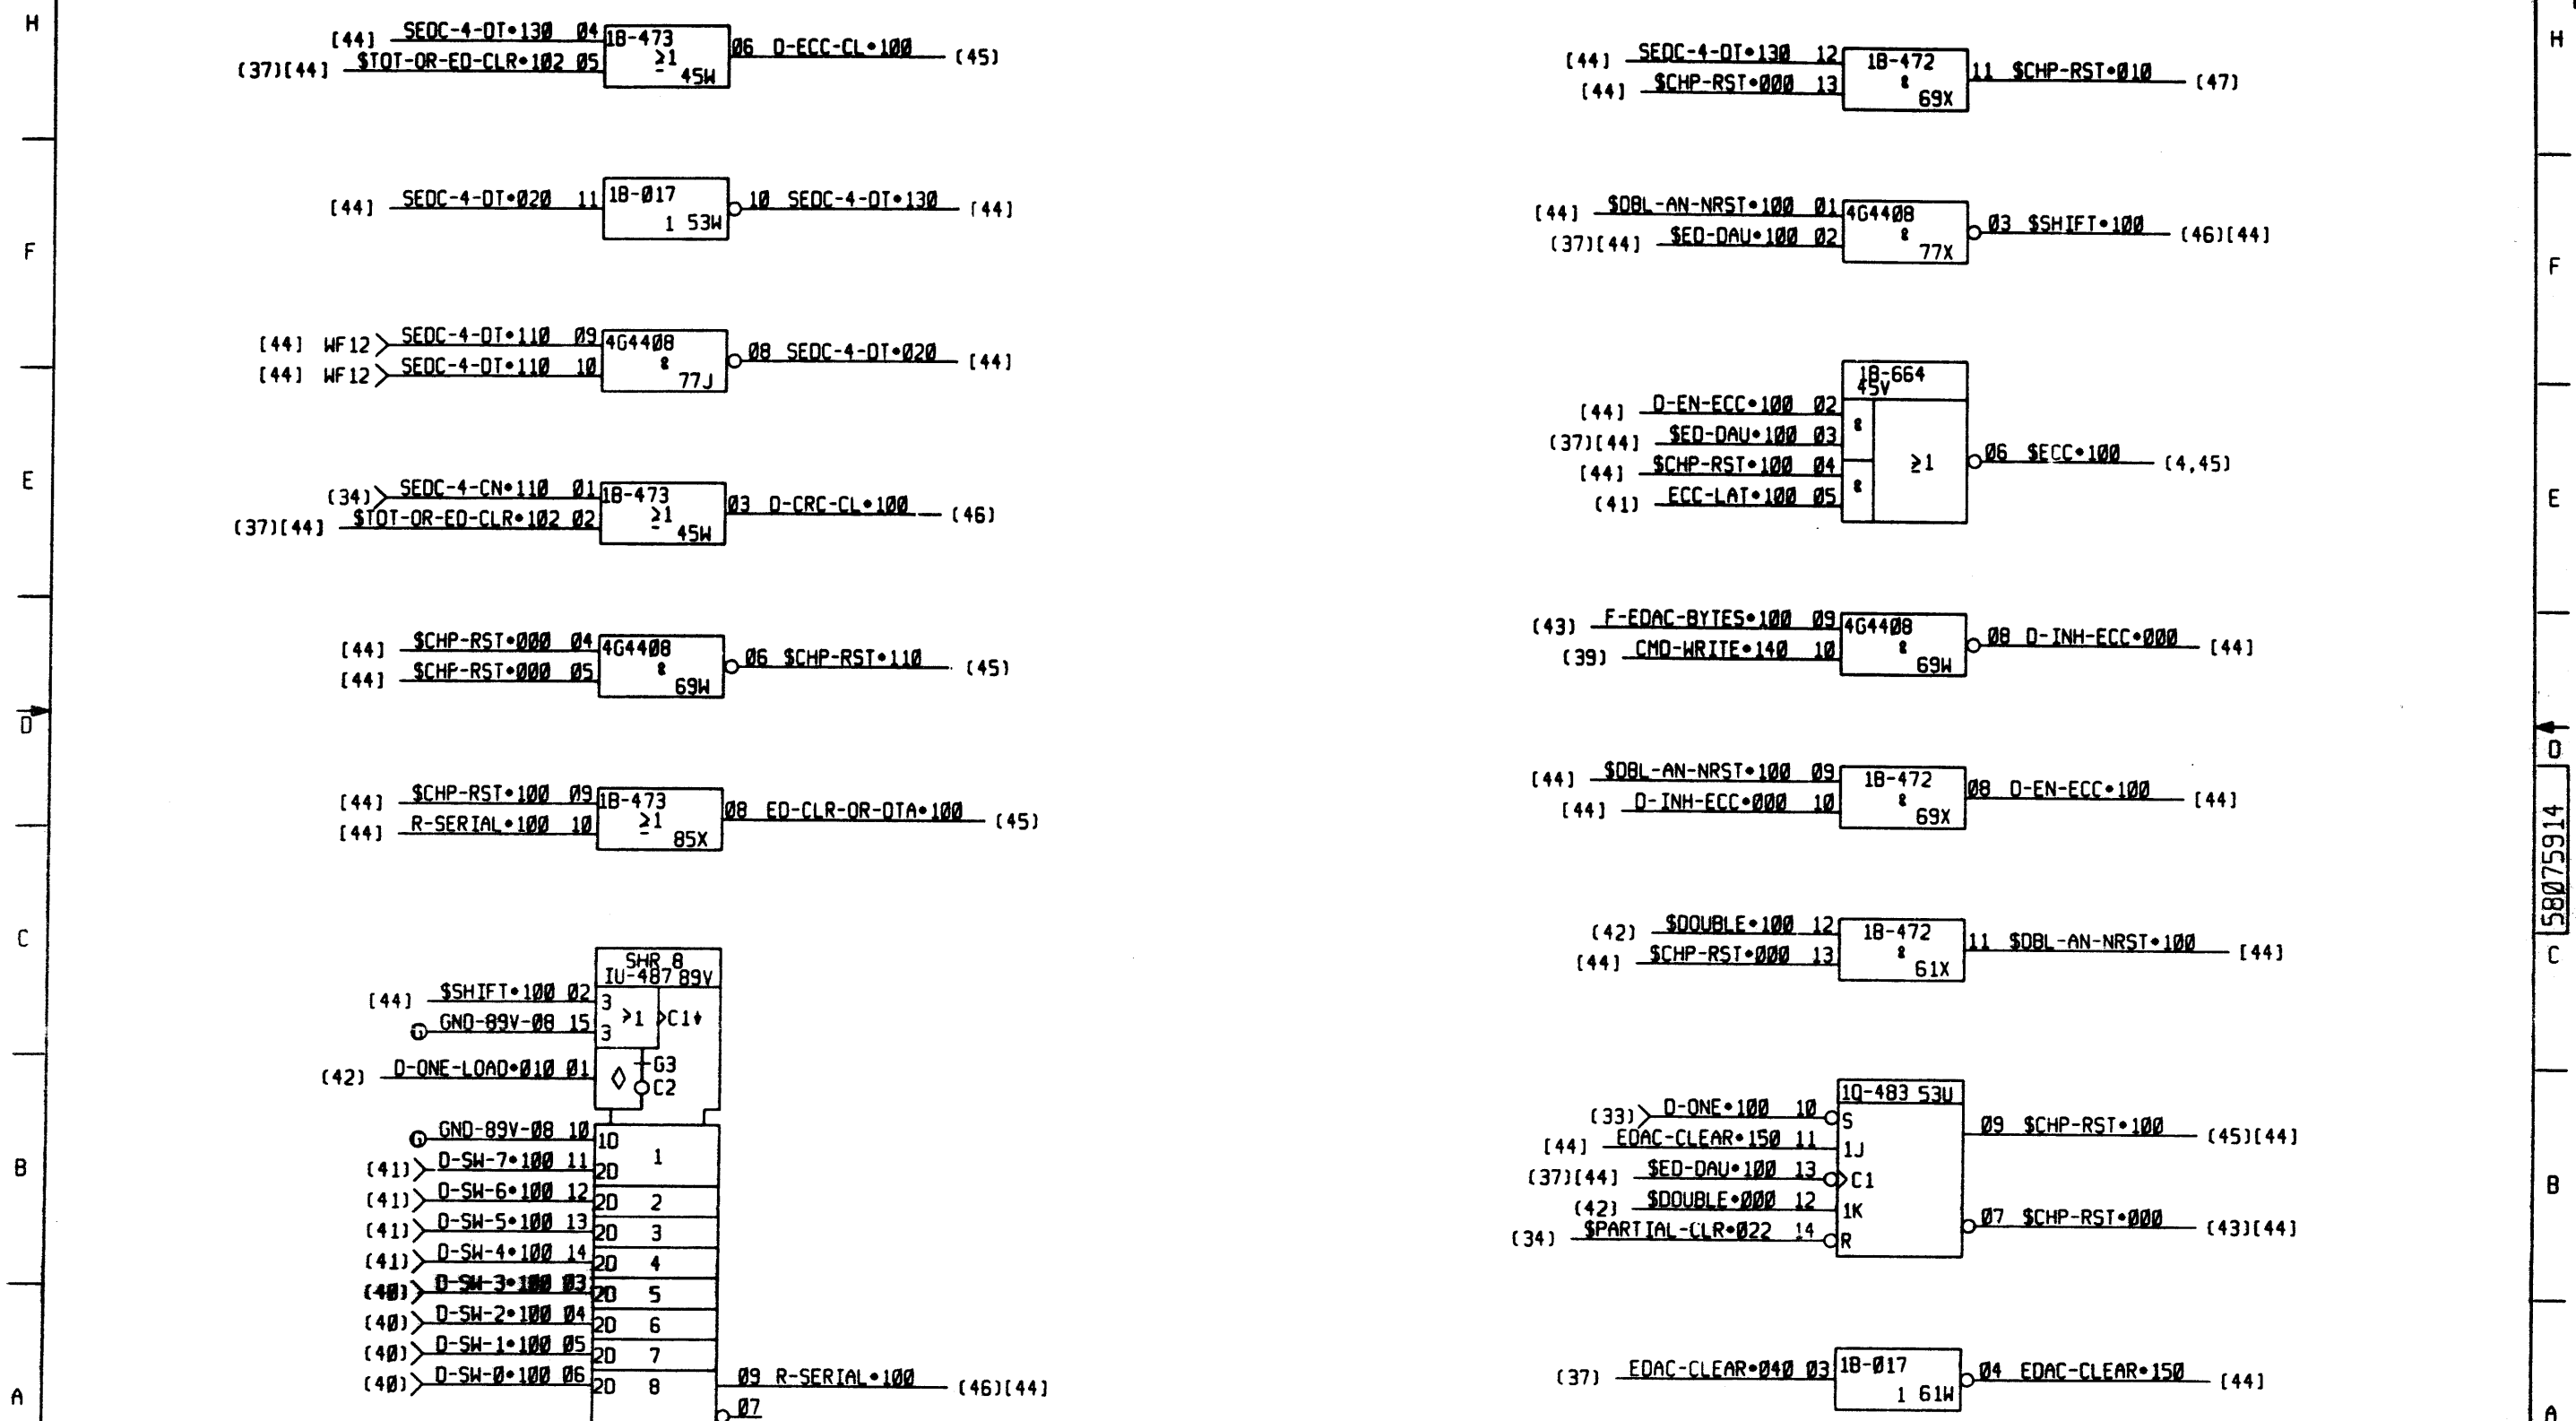 H
[44] SEDC-4-DT•130 04 1B-473
(37)[44] $TOT-OR-ED-CLR•102 05 ≥1 45W
06 D-ECC-CL•100 (45)
[44] SEDC-4-DT•020 11 1B-017
1 53W
10 SEDC-4-DT•130 [44]
F
[44] WF12 SEDC-4-DT•110 09 4G4408
[44] WF12 SEDC-4-DT•110 10 & 77J
08 SEDC-4-DT•020 [44]
E
(34) SEDC-4-CN•110 01 1B-473
(37)[44] $TOT-OR-ED-CLR•102 02 ≥1 45W
03 D-CRC-CL•100 (46)
[44] $CHP-RST•000 04 4G4408
[44] $CHP-RST•000 05 & 69W
06 $CHP-RST•110 (45)
D
[44] $CHP-RST•100 09 1B-473
[44] R-SERIAL•100 10 ≥1 85X
08 ED-CLR-OR-DTA•100 (45)
C
SHR 8
IU-487 89V
[44] $SHIFT•100 02 3
≥1 C1
G GND-89V-08 15 3
G3
(42) D-ONE-LOAD•010 01
C2
G GND-89V-08 10 1D
1
B
(41) D-SW-7•100 11 2D
(41) D-SW-6•100 12 2D 2
(41) D-SW-5•100 13 2D 3
(41) D-SW-4•100 14 2D 4
(40) D-SW-3•100 03 2D 5
(40) D-SW-2•100 04 2D 6
(40) D-SW-1•100 05 2D 7
(40) D-SW-0•100 06 2D 8
09 R-SERIAL•100 (46)[44]
07
A
H
[44] SEDC-4-DT•130 12 1B-472
[44] $CHP-RST•000 13 & 69X
11 $CHP-RST•010 (47)
[44] $DBL-AN-NRST•100 01 4G4408
(37)[44] $ED-DAU•100 02 & 77X
03 $SHIFT•100 (46)[44]
F
1B-664
45V
[44] D-EN-ECC•100 02
(37)[44] $ED-DAU•100 03 &
[44] $CHP-RST•100 04
(41) ECC-LAT•100 05 &
≥1
06 $ECC•100 (4,45)
E
(43) F-EDAC-BYTES•100 09 4G4408
(39) CMD-WRITE•140 10 & 69W
08 D-INH-ECC•000 [44]
D
[44] $DBL-AN-NRST•100 09 1B-472
[44] D-INH-ECC•000 10 & 69X
08 D-EN-ECC•100 [44]
58075914
(42) $DOUBLE•100 12 1B-472
[44] $CHP-RST•000 13 & 61X
11 $DBL-AN-NRST•100 [44]
C
1Q-483 53U
(33) D-ONE•100 10 S
[44] EDAC-CLEAR•150 11 1J
(37)[44] $ED-DAU•100 13 C1
(42) $DOUBLE•000 12 1K
(34) $PARTIAL-CLR•022 14 R
09 $CHP-RST•100 (45)[44]
07 $CHP-RST•000 (43)[44]
B
(37) EDAC-CLEAR•040 03 1B-017
1 61W
04 EDAC-CLEAR•150 [44]
A